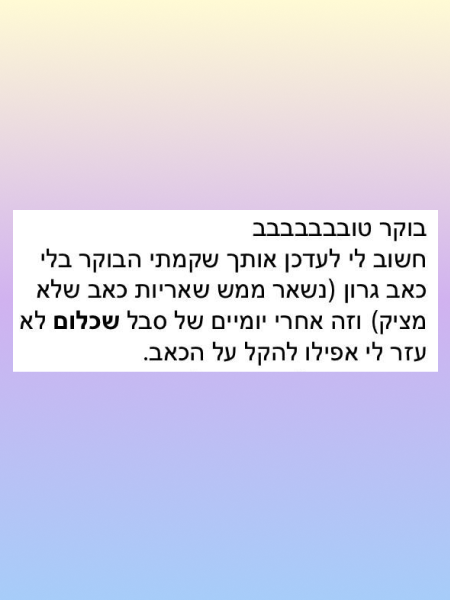 בוקר טובבבבבבב
חשוב לי לעדכן אותך שקמתי הבוקר בלי
כאב גרון (נשאר ממש שאריות כאב שלא
מציק) וזה אחרי יומיים של סבל שכלום לא
עזר לי אפילו להקל על הכאב.